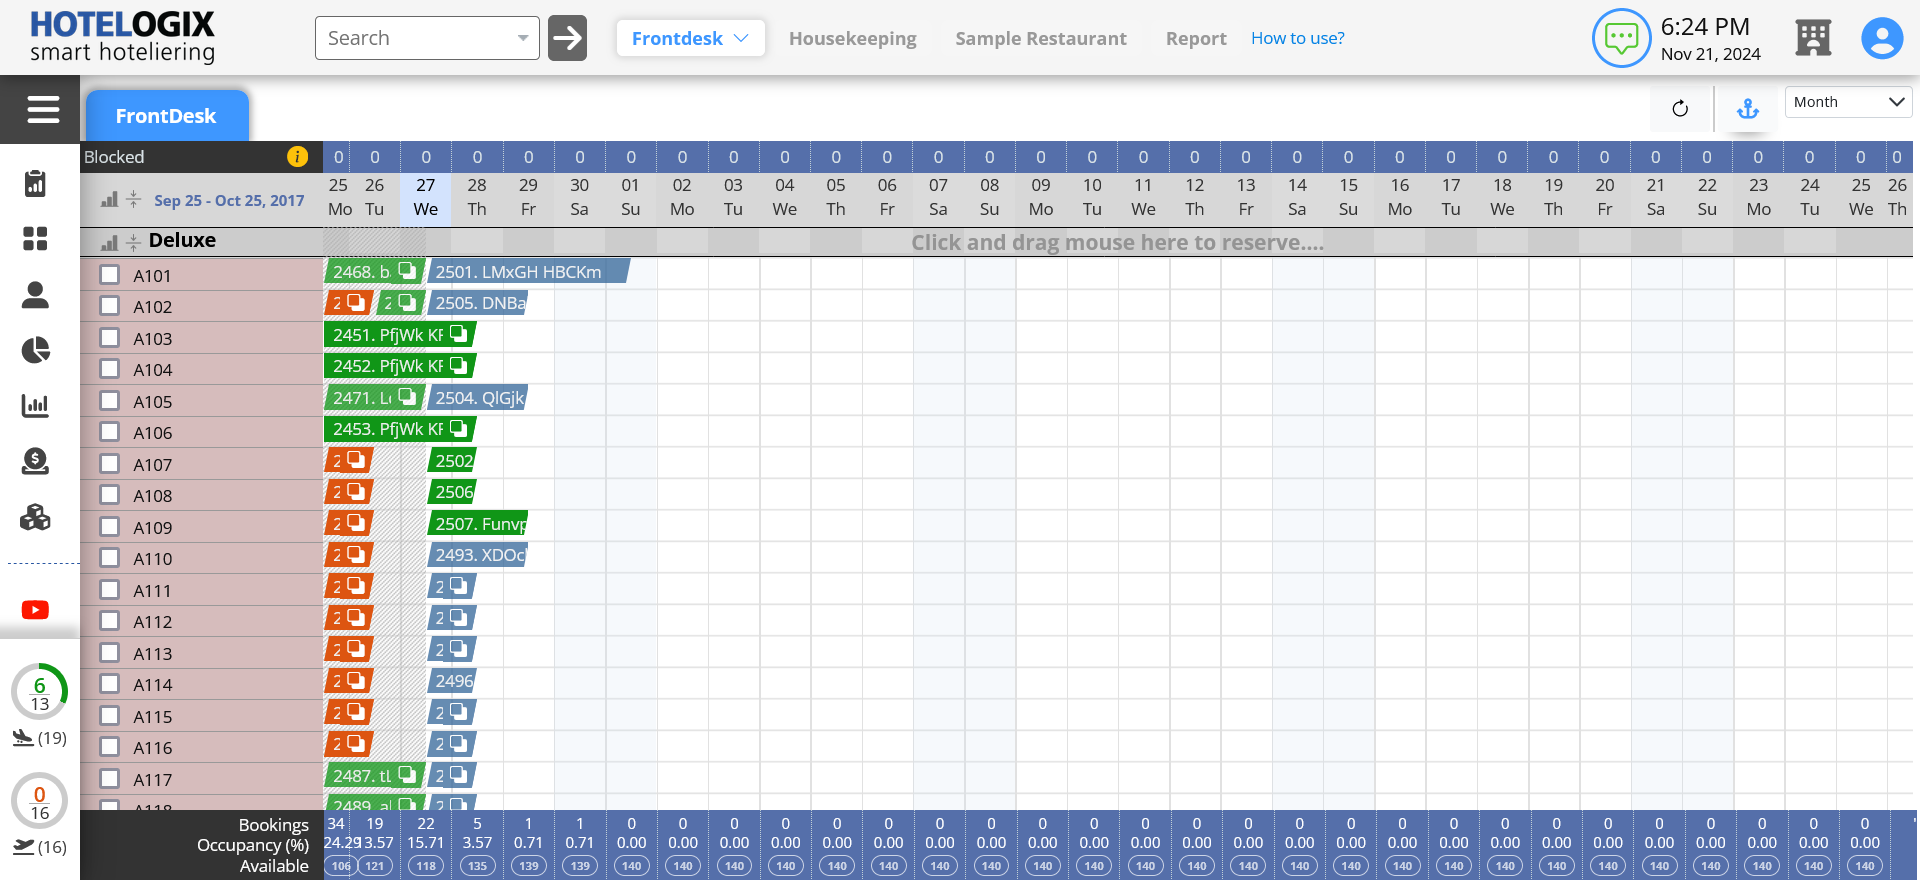 HOTELOGIX
smart hoteliering
Search
Frontdesk Housekeeping Sample Restaurant Report How to use?
6:24 PM
Nov 21, 2024
FrontDesk
Month
Blocked i 0 0 0 0 0 0 0 0 0 0 0 0 0 0 0 0 0 0 0 0 0 0 0 0 0 0 0 0 0 0 0 0
Sep 25 - Oct 25, 2017
25 26 27 28 29 30 01 02 03 04 05 06 07 08 09 10 11 12 13 14 15 16 17 18 19 20 21 22 23 24 25 26
Mo Tu We Th Fr Sa Su Mo Tu We Th Fr Sa Su Mo Tu We Th Fr Sa Su Mo Tu We Th Fr Sa Su Mo Tu We Th
Deluxe Click and drag mouse here to reserve....
A101 2468. b 2501. LMxGH HBCKm
A102 2 2 2505. DNBa
A103 2451. PfjWk KF
A104 2452. PfjWk KF
A105 2471. L 2504. QlGjk
A106 2453. PfjWk KF
A107 2 2502
A108 2 2506
A109 2 2507. Funvp
A110 2 2493. XDOc
A111 2 2
A112 2 2
A113 2 2
A114 2 2496
A115 2 2
A116 2 2
A117 2487. tL 2
A118 2489. a 2
6
13
(19)
0
16
(16)
Bookings 34 19 22 5 1 1 0 0 0 0 0 0 0 0 0 0 0 0 0 0 0 0 0 0 0 0 0 0 0 0 0
Occupancy (%) 24.29 13.57 15.71 3.57 0.71 0.71 0.00 0.00 0.00 0.00 0.00 0.00 0.00 0.00 0.00 0.00 0.00 0.00 0.00 0.00 0.00 0.00 0.00 0.00 0.00 0.00 0.00 0.00 0.00 0.00 0.00
Available 106 121 118 135 139 139 140 140 140 140 140 140 140 140 140 140 140 140 140 140 140 140 140 140 140 140 140 140 140 140 140